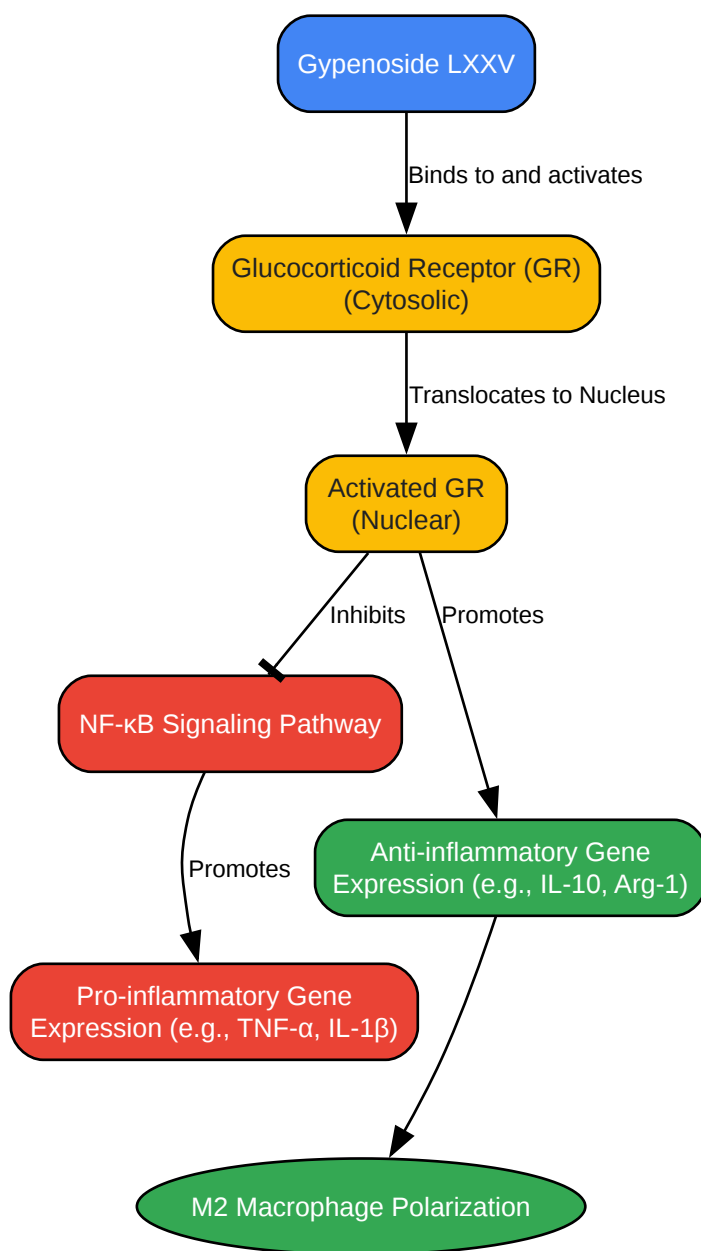 Gypenoside LXXV
Binds to and activates
Glucocorticoid Receptor (GR)
(Cytosolic)
Translocates to Nucleus
Activated GR
(Nuclear)
Inhibits
Promotes
NF-κB Signaling Pathway
Anti-inflammatory Gene
Expression (e.g., IL-10, Arg-1)
Promotes
Pro-inflammatory Gene
Expression (e.g., TNF-α, IL-1β)
M2 Macrophage Polarization